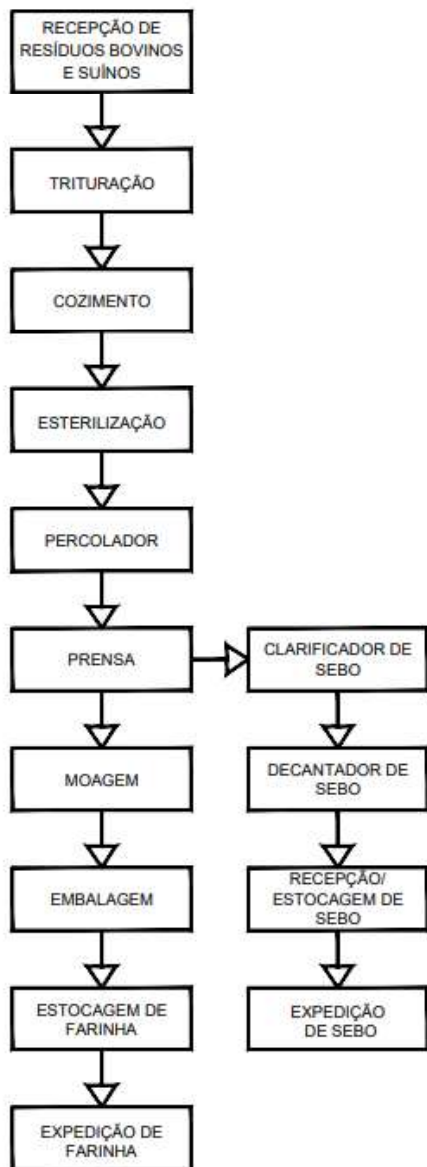 RECEPÇÃO DE
RESÍDUOS BOVINOS
E SUÍNOS
TRITURAÇÃO
COZIMENTO
ESTERILIZAÇÃO
PERCOLADOR
PRENSA
MOAGEM
EMBALAGEM
ESTOCAGEM DE
FARINHA
EXPEDIÇÃO DE
FARINHA
CLARIFICADOR DE
SEBO
DECANTADOR DE
SEBO
RECEPÇÃO/
ESTOCAGEM DE
SEBO
EXPEDIÇÃO
DE SEBO